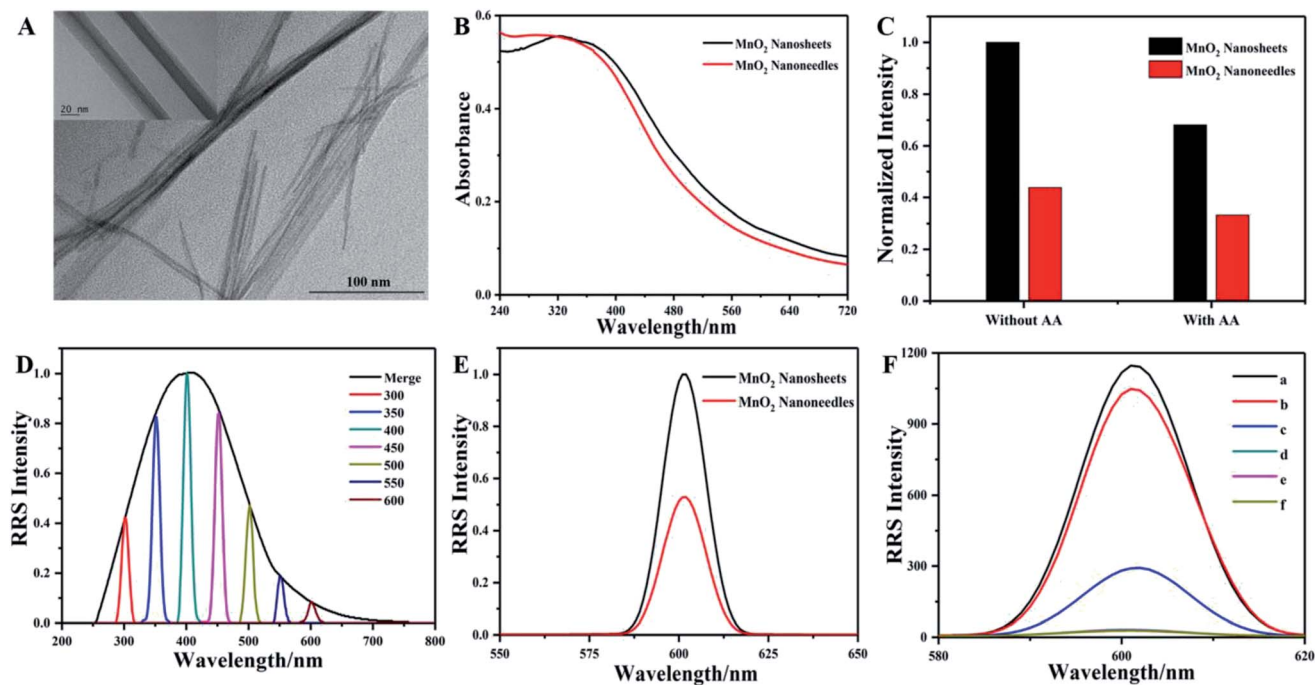 A
20 nm
100 nm
B
MnO₂ Nanosheets
MnO₂ Nanoneedles
0.6
0.4
0.2
0.0
Absorbance
240 320 400 480 560 640 720
Wavelength/nm
C
MnO₂ Nanosheets
MnO₂ Nanoneedles
1.0
0.8
0.6
0.4
0.2
0.0
Normalized Intensity
Without AA With AA
D
Merge
300
350
400
450
500
550
600
1.0
0.8
0.6
0.4
0.2
0.0
RRS Intensity
200 300 400 500 600 700 800
Wavelength/nm
E
MnO₂ Nanosheets
MnO₂ Nanoneedles
1.0
0.8
0.6
0.4
0.2
0.0
RRS Intensity
550 575 600 625 650
Wavelength/nm
F
a
b
c
d
e
f
1200
900
600
300
0
RRS Intensity
580 600 620
Wavelength/nm